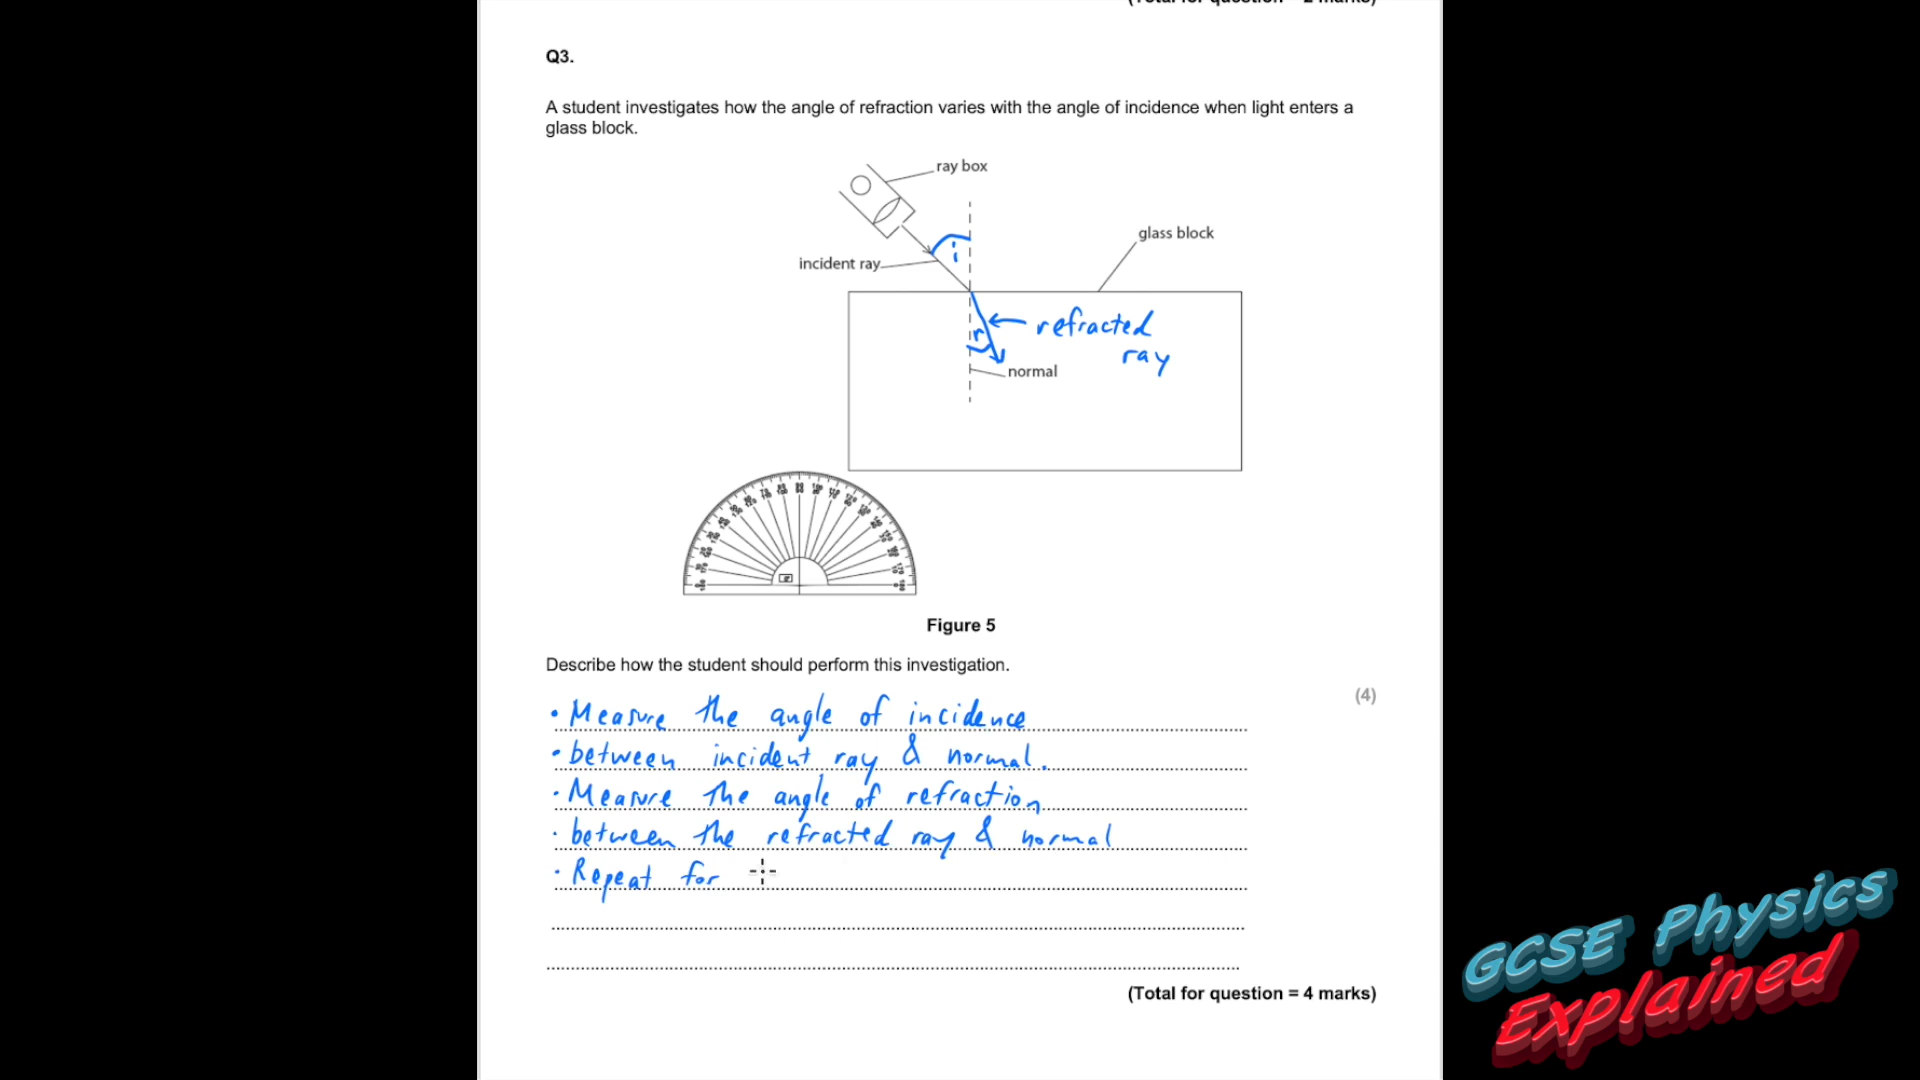 (Total for question = 2 marks)
Q3.
A student investigates how the angle of refraction varies with the angle of incidence when light enters a
glass block.
ray box
glass block
i
incident ray
r
refracted
ray
normal
Figure 5
Describe how the student should perform this investigation.
(4)
• Measure the angle of incidence
• between incident ray & normal.
• Measure the angle of refraction
• between the refracted ray & normal
• Repeat for
(Total for question = 4 marks)
GCSE Physics
Explained